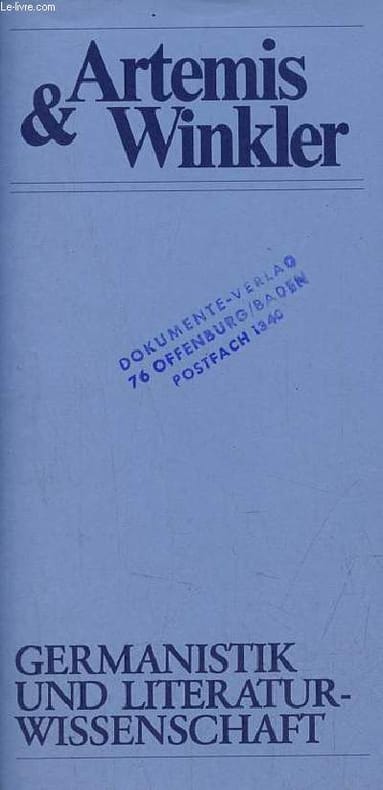 Le-livre.com
Artemis
& Winkler
DOKUMENTE-VERLAG
76 OFFENBURG/BADEN
POSTFACH 1340
GERMANISTIK
UND LITERATUR-
WISSENSCHAFT